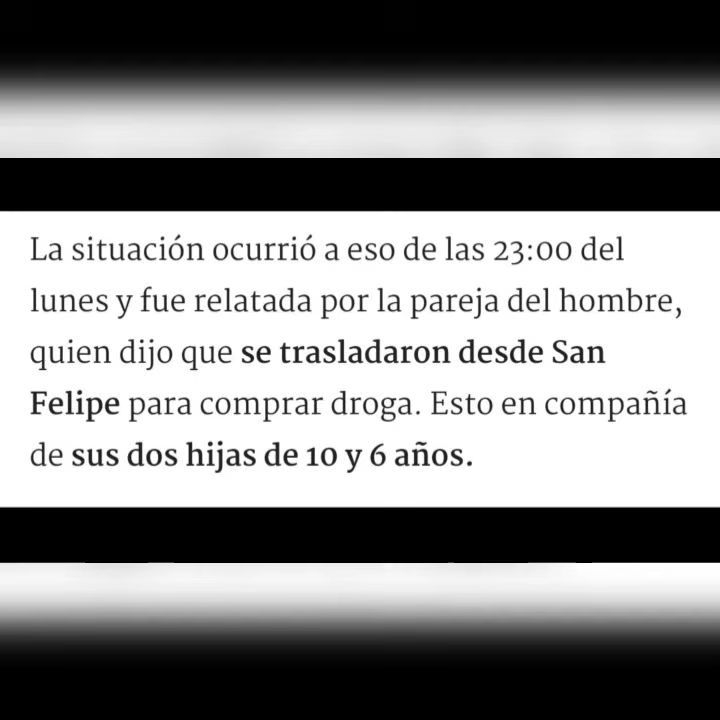 La situación ocurrió a eso de las 23:00 del
lunes y fue relatada por la pareja del hombre,
quien dijo que se trasladaron desde San
Felipe para comprar droga. Esto en compañía
de sus dos hijas de 10 y 6 años.